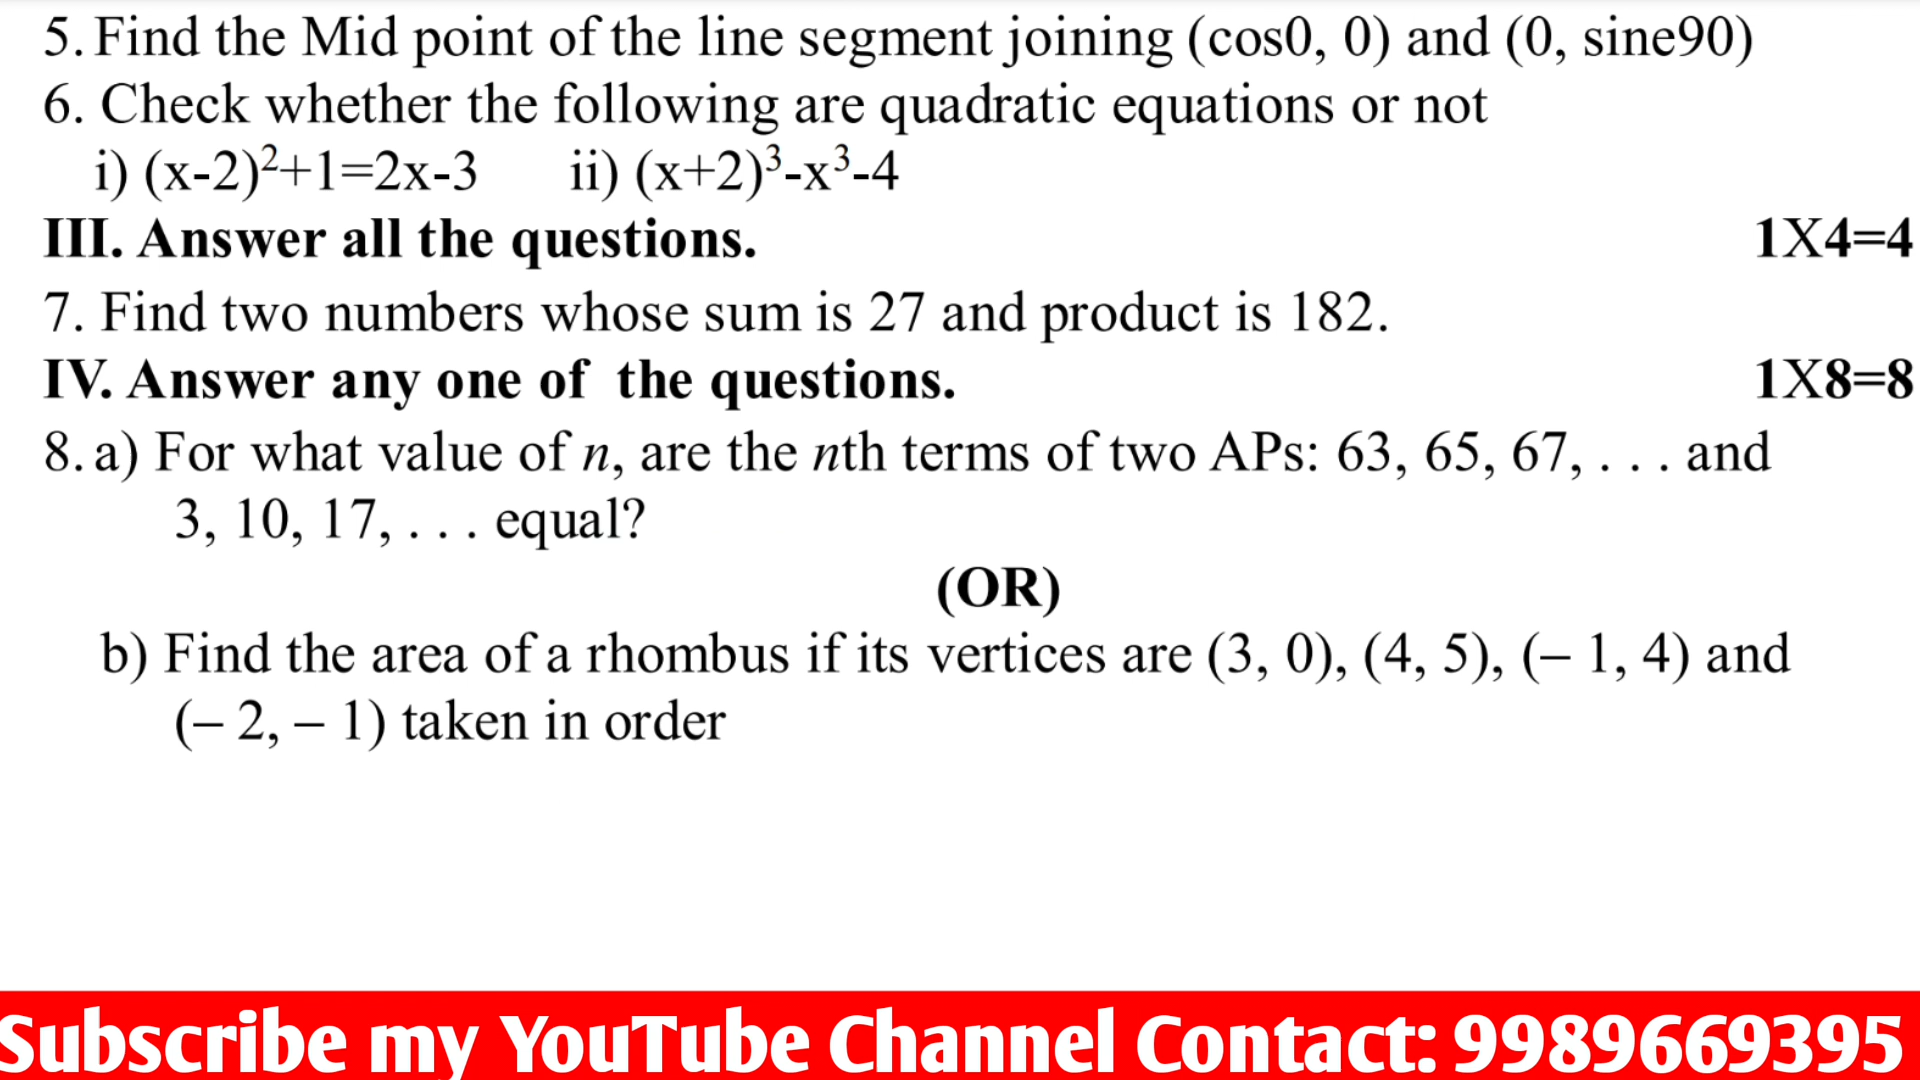 5. Find the Mid point of the line segment joining (cos0, 0) and (0, sine90)
6. Check whether the following are quadratic equations or not
i) (x-2)²+1=2x-3 ii) (x+2)³-x³-4
III. Answer all the questions. 1X4=4
7. Find two numbers whose sum is 27 and product is 182.
IV. Answer any one of the questions. 1X8=8
8. a) For what value of n, are the nth terms of two APs: 63, 65, 67, . . . and
3, 10, 17, . . . equal?
(OR)
b) Find the area of a rhombus if its vertices are (3, 0), (4, 5), (– 1, 4) and
(– 2, – 1) taken in order
Subscribe my YouTube Channel Contact: 9989669395